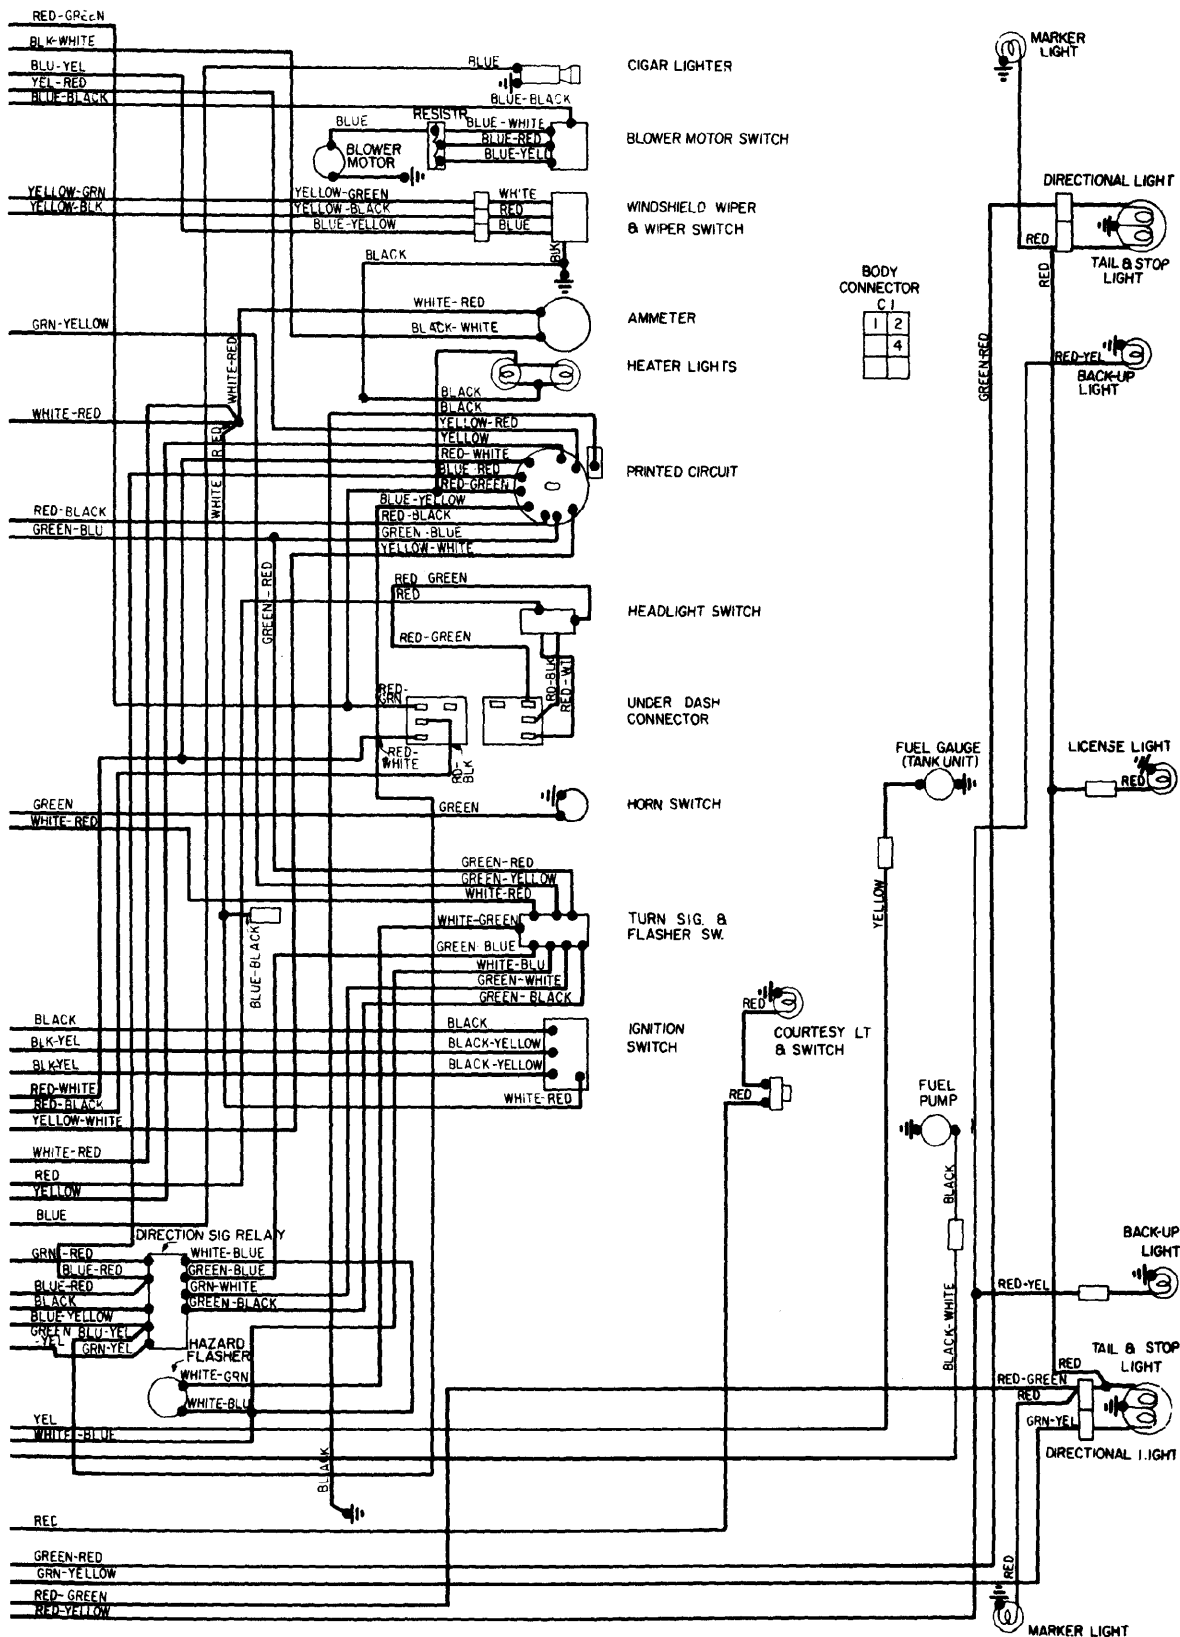 RED-GREEN
BLK-WHITE
BLU-YEL
YEL-RED
BLUE-BLACK
BLUE
CIGAR LIGHTER
BLUE-BLACK
RESISTR
BLUE
BLUE-WHITE
BLUE-RED
BLUE-YELL
BLOWER MOTOR SWITCH
BLOWER
MOTOR
MARKER
LIGHT
YELLOW-GRN
YELLOW-BLK
YELLOW-GREEN
YELLOW-BLACK
BLUE-YELLOW
WHITE
RED
BLUE
WINDSHIELD WIPER
& WIPER SWITCH
BLK
BLACK
DIRECTIONAL LIGHT
RED
RED
TAIL & STOP
LIGHT
BODY
CONNECTOR
C1
1 2
4
GRN-YELLOW
WHITE-RED
BLACK-WHITE
AMMETER
WHITE-RED
HEATER LIGHTS
GREEN-RED
RED-YEL
BACK-UP
LIGHT
WHITE-RED
WHITE-RED
BLACK
BLACK
YELLOW-RED
YELLOW
RED-WHITE
BLUE-RED
RED-GREEN
BLUE-YELLOW
RED-BLACK
GREEN-BLUE
YELLOW-WHITE
PRINTED CIRCUIT
RED-BLACK
GREEN-BLU
GREEN-RED
RED GREEN
RED
RED-GREEN
HEADLIGHT SWITCH
RD-BLK
RED-WT
RED-
GRN
RED-
WHITE
RD-
BLK
UNDER DASH
CONNECTOR
FUEL GAUGE
(TANK UNIT)
LICENSE LIGHT
RED
GREEN
WHITE-RED
GREEN
HORN SWITCH
YELLOW
GREEN-RED
GREEN-YELLOW
WHITE-RED
WHITE-GREEN
GREEN BLUE
WHITE-BLU
GREEN-WHITE
GREEN-BLACK
TURN SIG. &
FLASHER SW.
BLUE-BLACK
RED
COURTESY LT
& SWITCH
RED
BLACK
BLK-YEL
BLK-YEL
RED-WHITE
RED-BLACK
YELLOW-WHITE
BLACK
BLACK-YELLOW
BLACK-YELLOW
WHITE-RED
IGNITION
SWITCH
FUEL
PUMP
BLACK
BLACK-WHITE
WHITE-RED
RED
YELLOW
BLUE
DIRECTION SIG RELAY
GRN-RED
BLUE-RED
BLUE-RED
BLACK
BLUE-YELLOW
GREEN
-YEL
BLU-YEL
GRN-YEL
WHITE-BLUE
GREEN-BLUE
GRN-WHITE
GREEN-BLACK
HAZARD
FLASHER
WHITE-GRN
WHITE-BLU
BACK-UP
LIGHT
RED-YEL
TAIL & STOP
LIGHT
RED
RED-GREEN
RED
GRN-YEL
DIRECTIONAL LIGHT
YEL
WHITE-BLUE
BLACK
RED
GREEN-RED
GRN-YELLOW
RED-GREEN
RED-YELLOW
RED
MARKER LIGHT